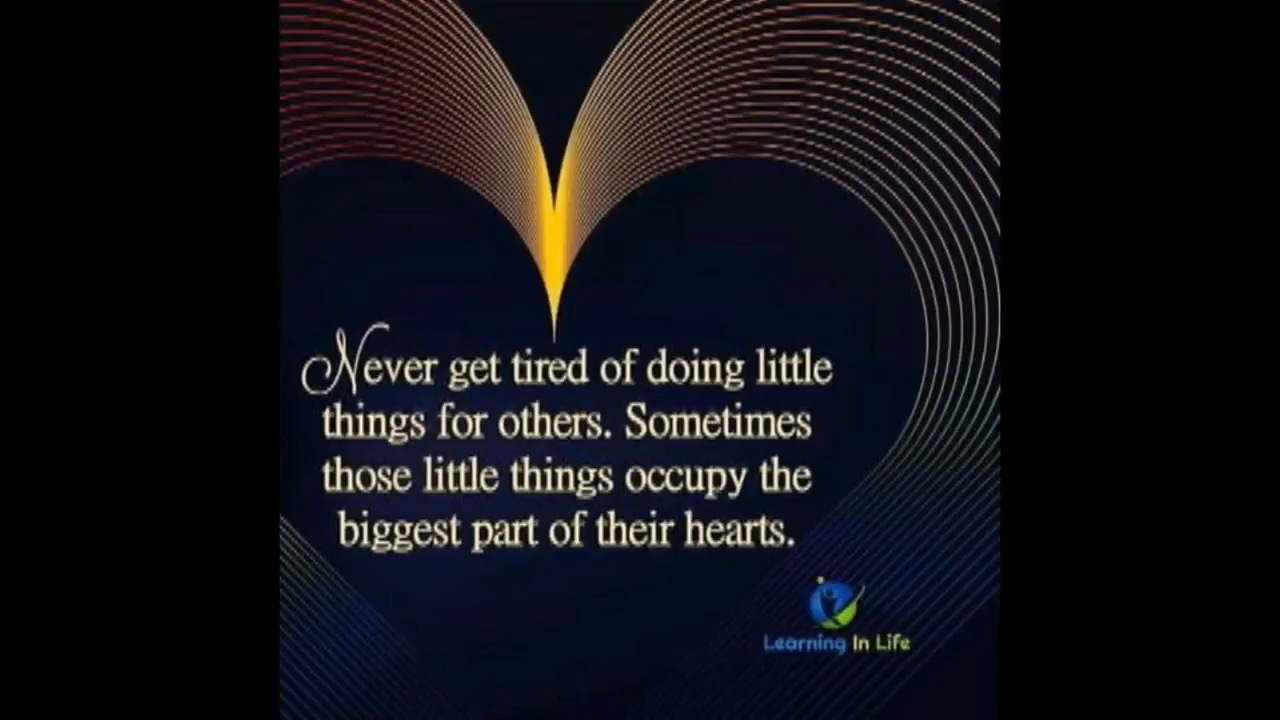 Never get tired of doing little
things for others. Sometimes
those little things occupy the
biggest part of their hearts.
Learning In Life